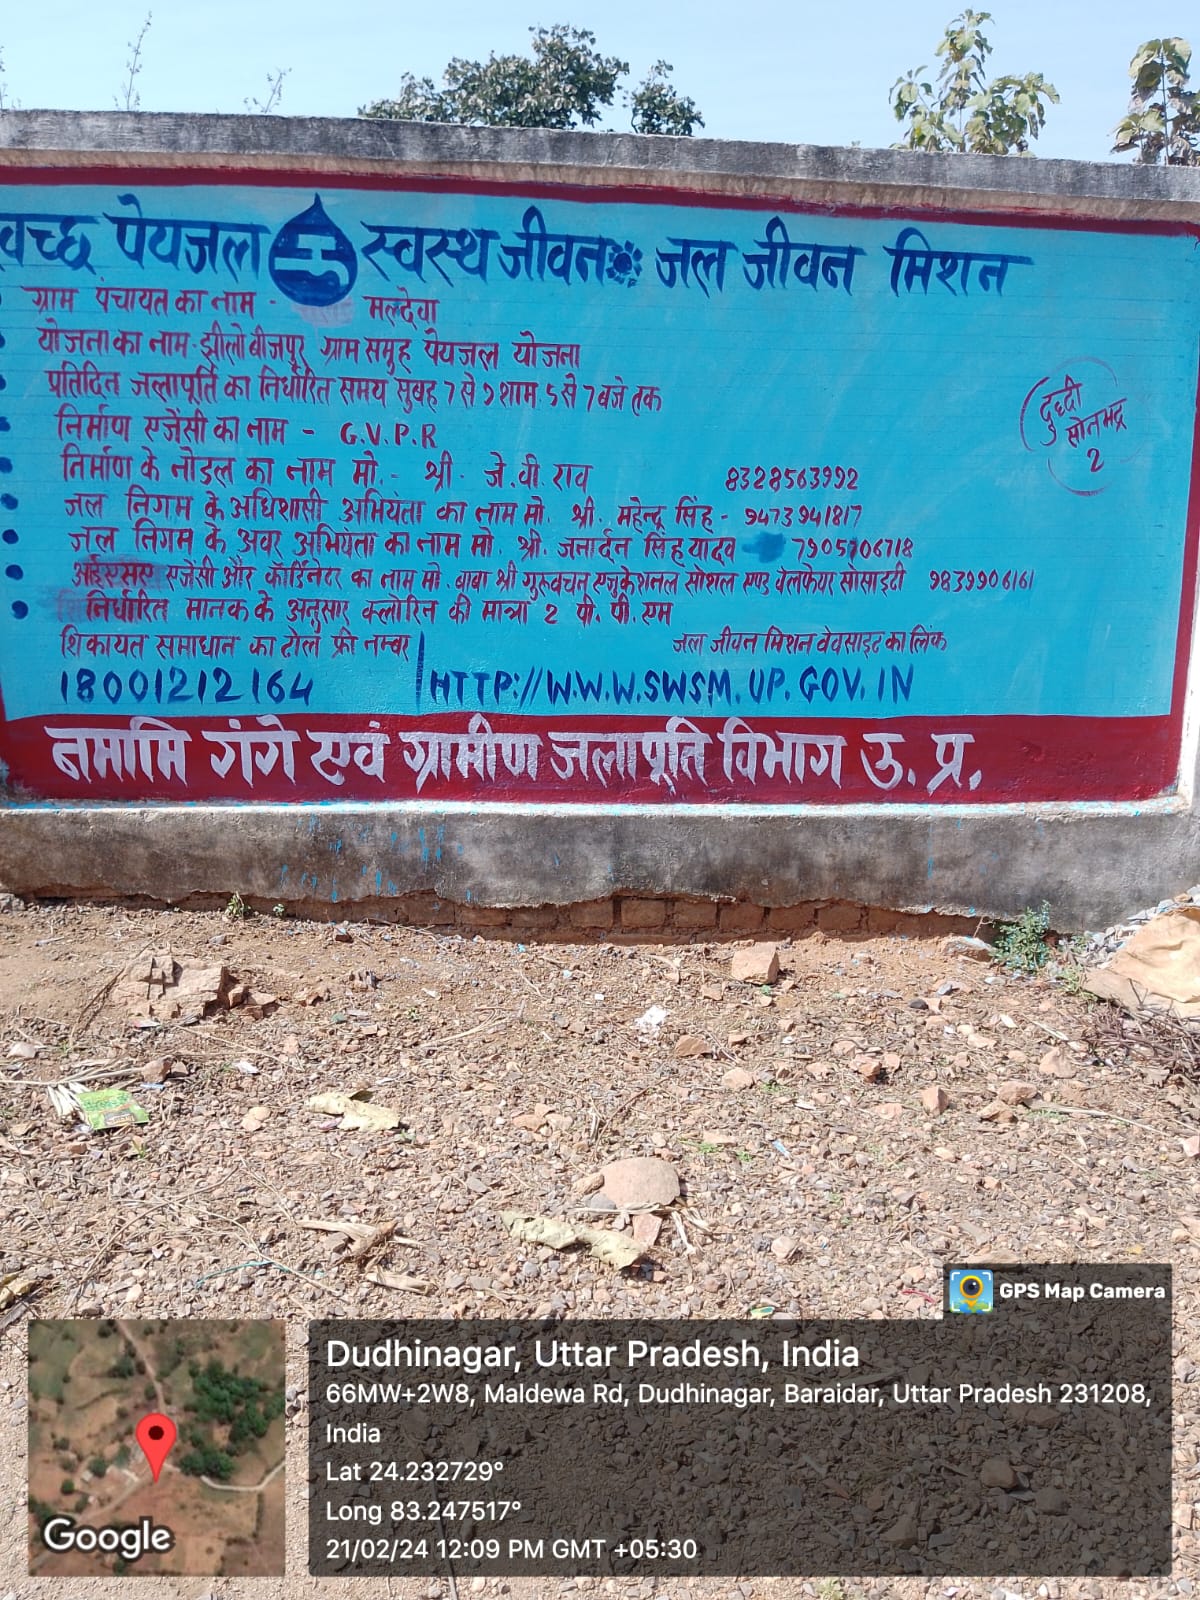 स्वच्छ पेयजल स्वस्थ जीवन जल जीवन मिशन
ग्राम पंचायत का नाम - मल्देवा
योजना का नाम - झीलो बीजपुर ग्राम समुह पेयजल योजना
प्रतिदिन जलापूर्ति का निर्धारित समय सुबह 7 से 9 शाम 5 से 7 बजे तक
दुद्दी
सोनभद्र
2
निर्माण एजेंसी का नाम - G.V.P.R
निर्माण के नोडल का नाम मो. - श्री. जे.वी. राव 8328563992
जल निगम के अधिशासी अभियंता का नाम मो. श्री. महेन्द्र सिंह - 9473941817
जल निगम के अवर अभियंता का नाम मो. श्री. जनार्दन सिंह यादव 7905706718
आईएसए एजेंसी और कॉर्डिनेटर का नाम मो. बाबा श्री गुरुवचन एजुकेशनल सोशल एण्ड वेलफेयर सोसाइटी 9839906161
निर्धारित मानक के अनुसार क्लोरिन की मात्रा 2 पी. पी. एम
शिकायत समाधान का टोल फ्री नम्बर जल जीवन मिशन वेवसाइट का लिंक
18001212164 HTTP://W.W.W.SWSM.UP.GOV.IN
नमामि गंगे एवं ग्रामीण जलापूर्ति विभाग उ. प्र.
GPS Map Camera
Dudhinagar, Uttar Pradesh, India
66MW+2W8, Maldewa Rd, Dudhinagar, Baraidar, Uttar Pradesh 231208,
India
Lat 24.232729°
Long 83.247517°
21/02/24 12:09 PM GMT +05:30
Google